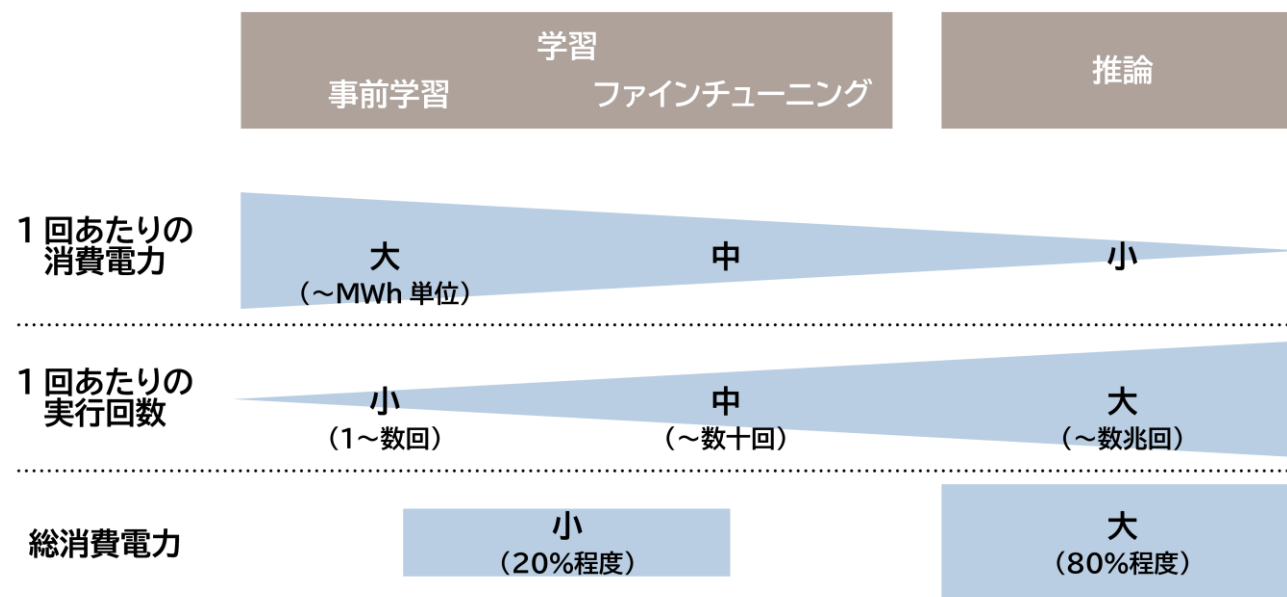 学習
事前学習 ファインチューニング
推論
1回あたりの
消費電力
大
(~MWh 単位)
中
小
1回あたりの
実行回数
小
(1~数回)
中
(~数十回)
大
(~数兆回)
総消費電力
小
(20%程度)
大
(80%程度)